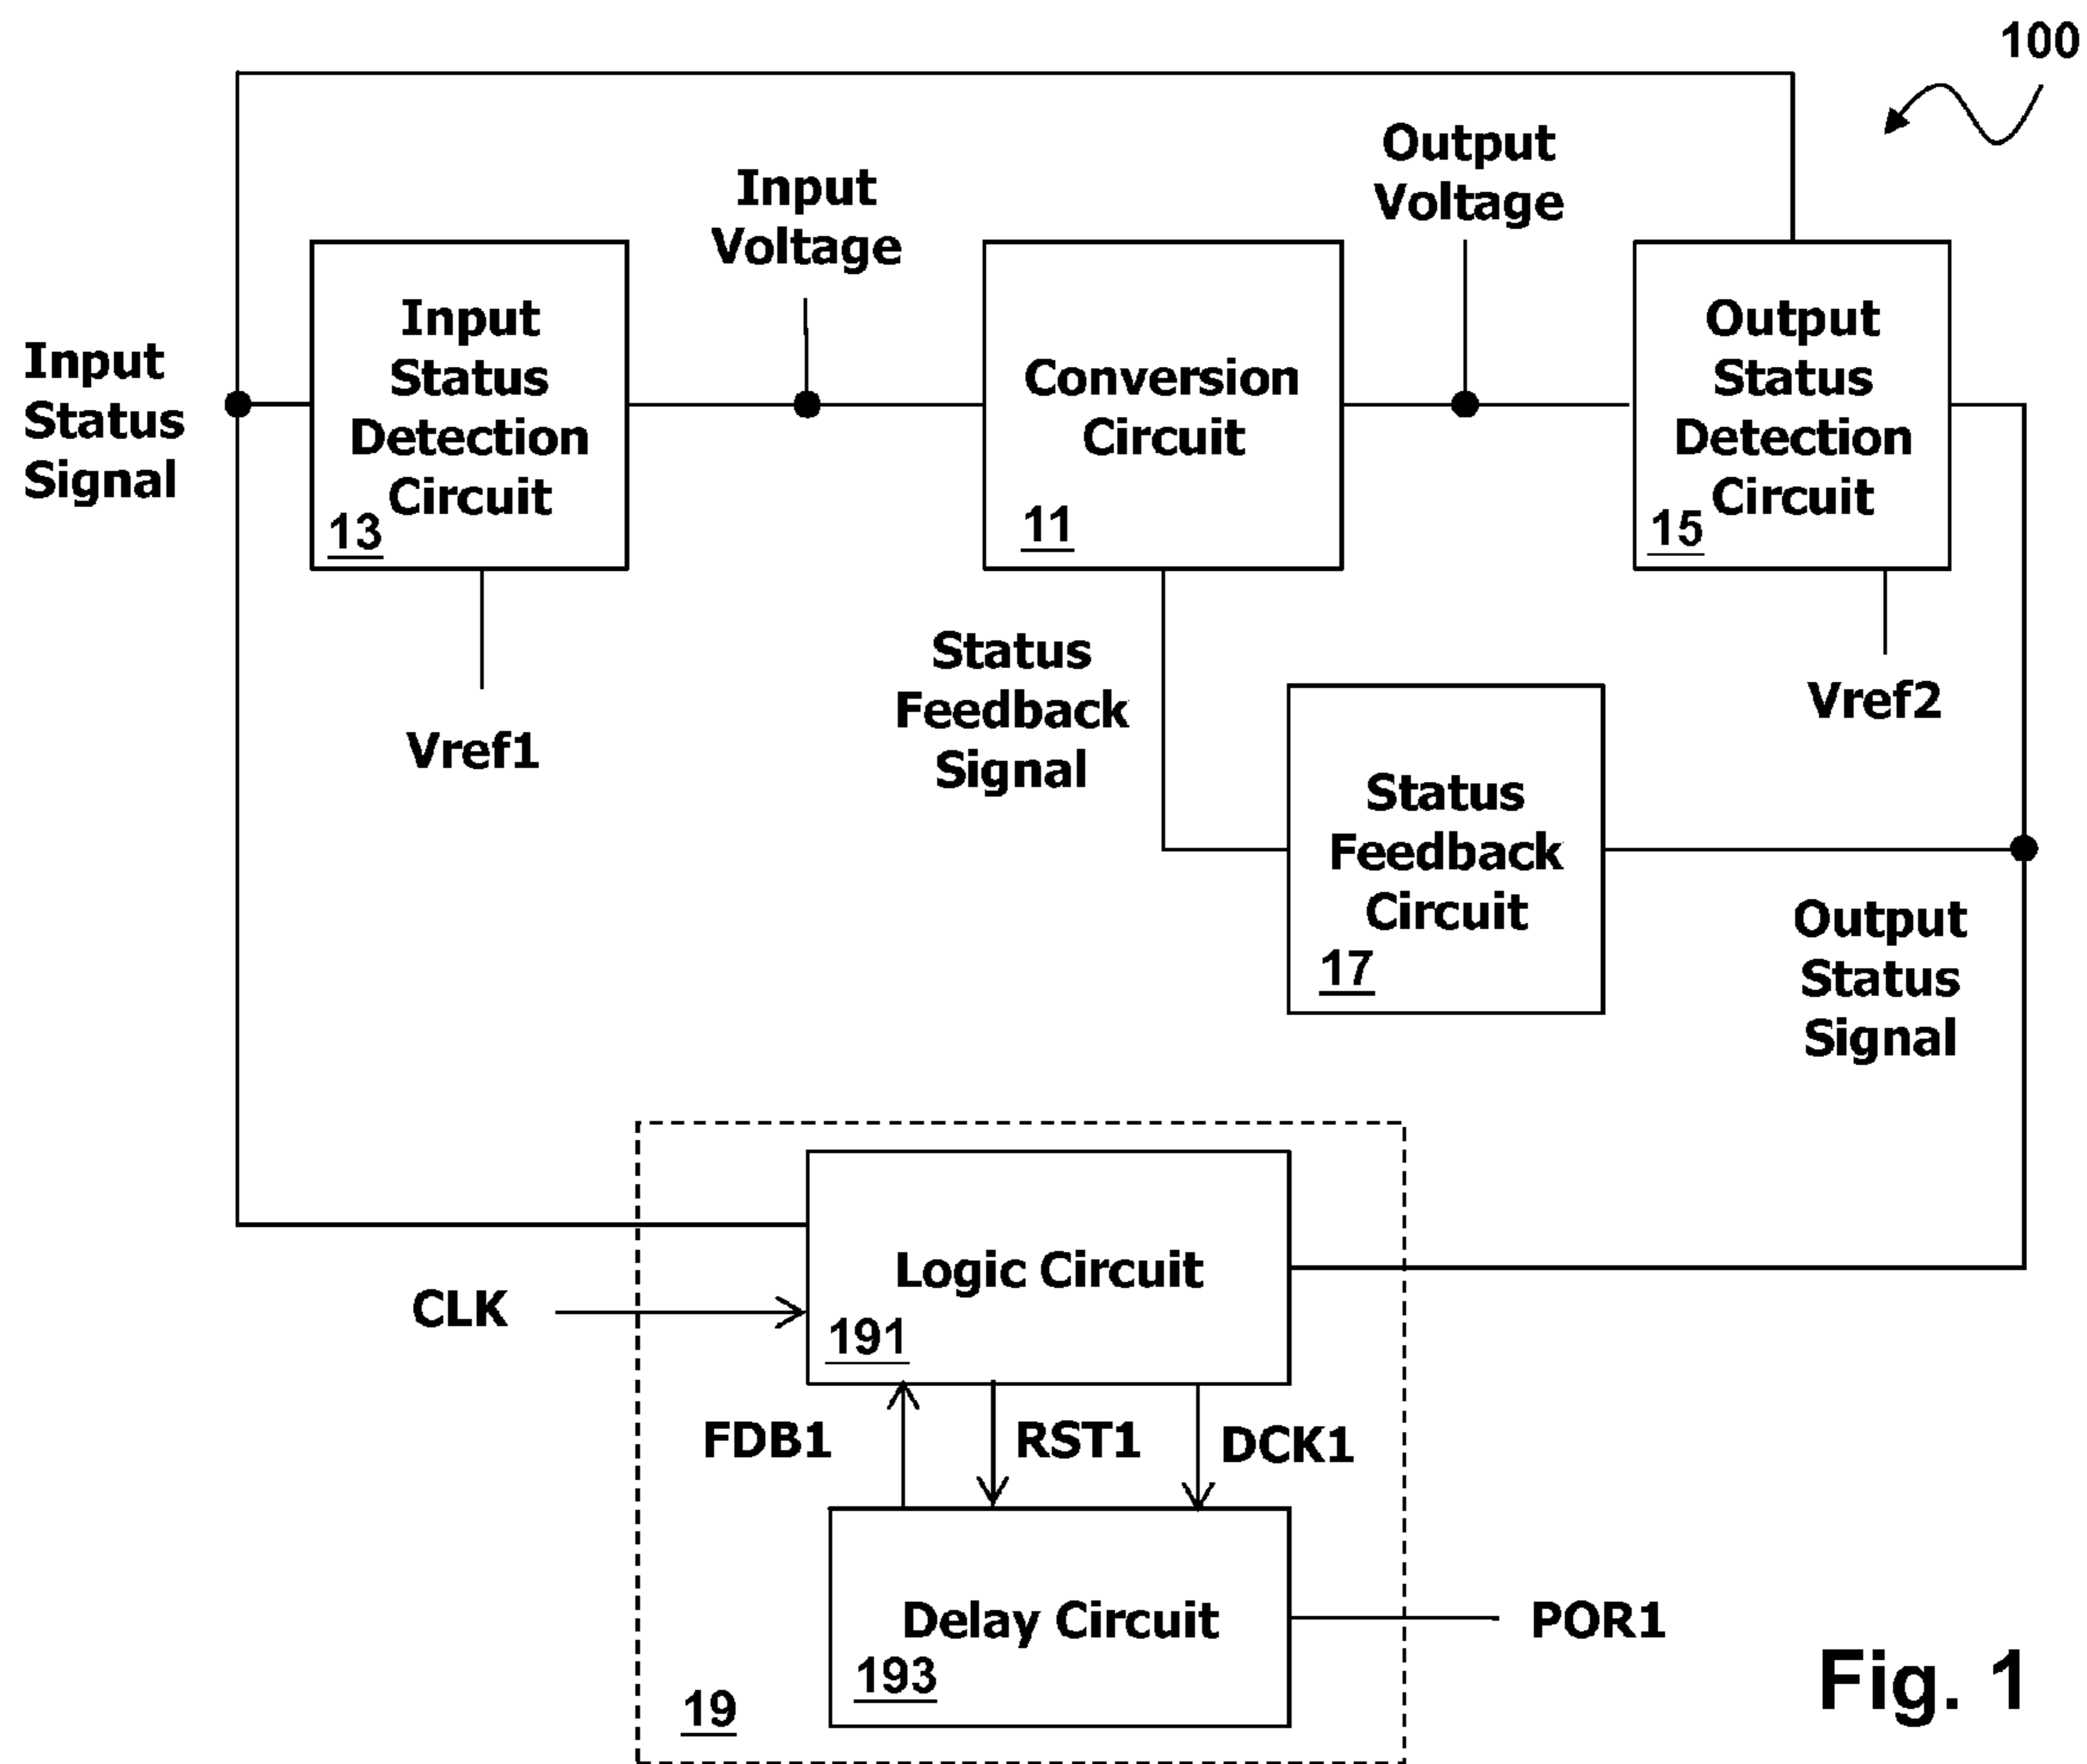 100
Output
Voltage
Input
Voltage
Input
Status
Detection
Circuit
13
Conversion
Circuit
11
Output
Status
Detection
Circuit
15
Input
Status
Signal
Vref1
Status
Feedback
Signal
Vref2
Status
Feedback
Circuit
17
Output
Status
Signal
Logic Circuit
191
CLK
FDB1
RST1
DCK1
Delay Circuit
193
POR1
19
Fig. 1